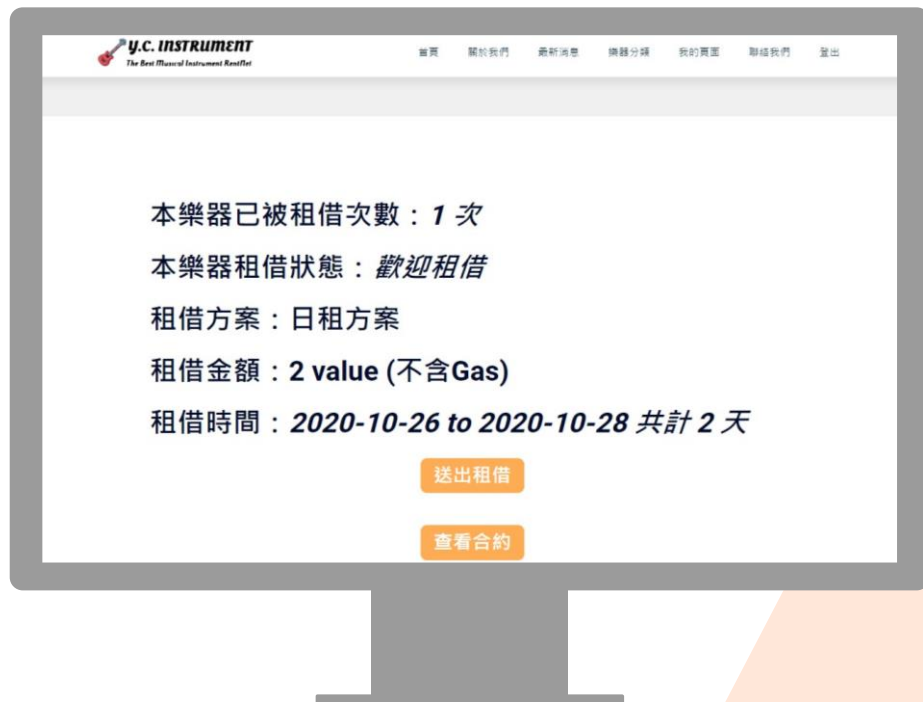 Y.C. INSTRUMENT
The Best Musical Instrument RentNet
首頁 關於我們 最新消息 樂器分類 我的頁面 聯絡我們 登出
本樂器已被租借次數：1 次
本樂器租借狀態：歡迎租借
租借方案：日租方案
租借金額：2 value (不含Gas)
租借時間：2020-10-26 to 2020-10-28 共計 2 天
送出租借
查看合約